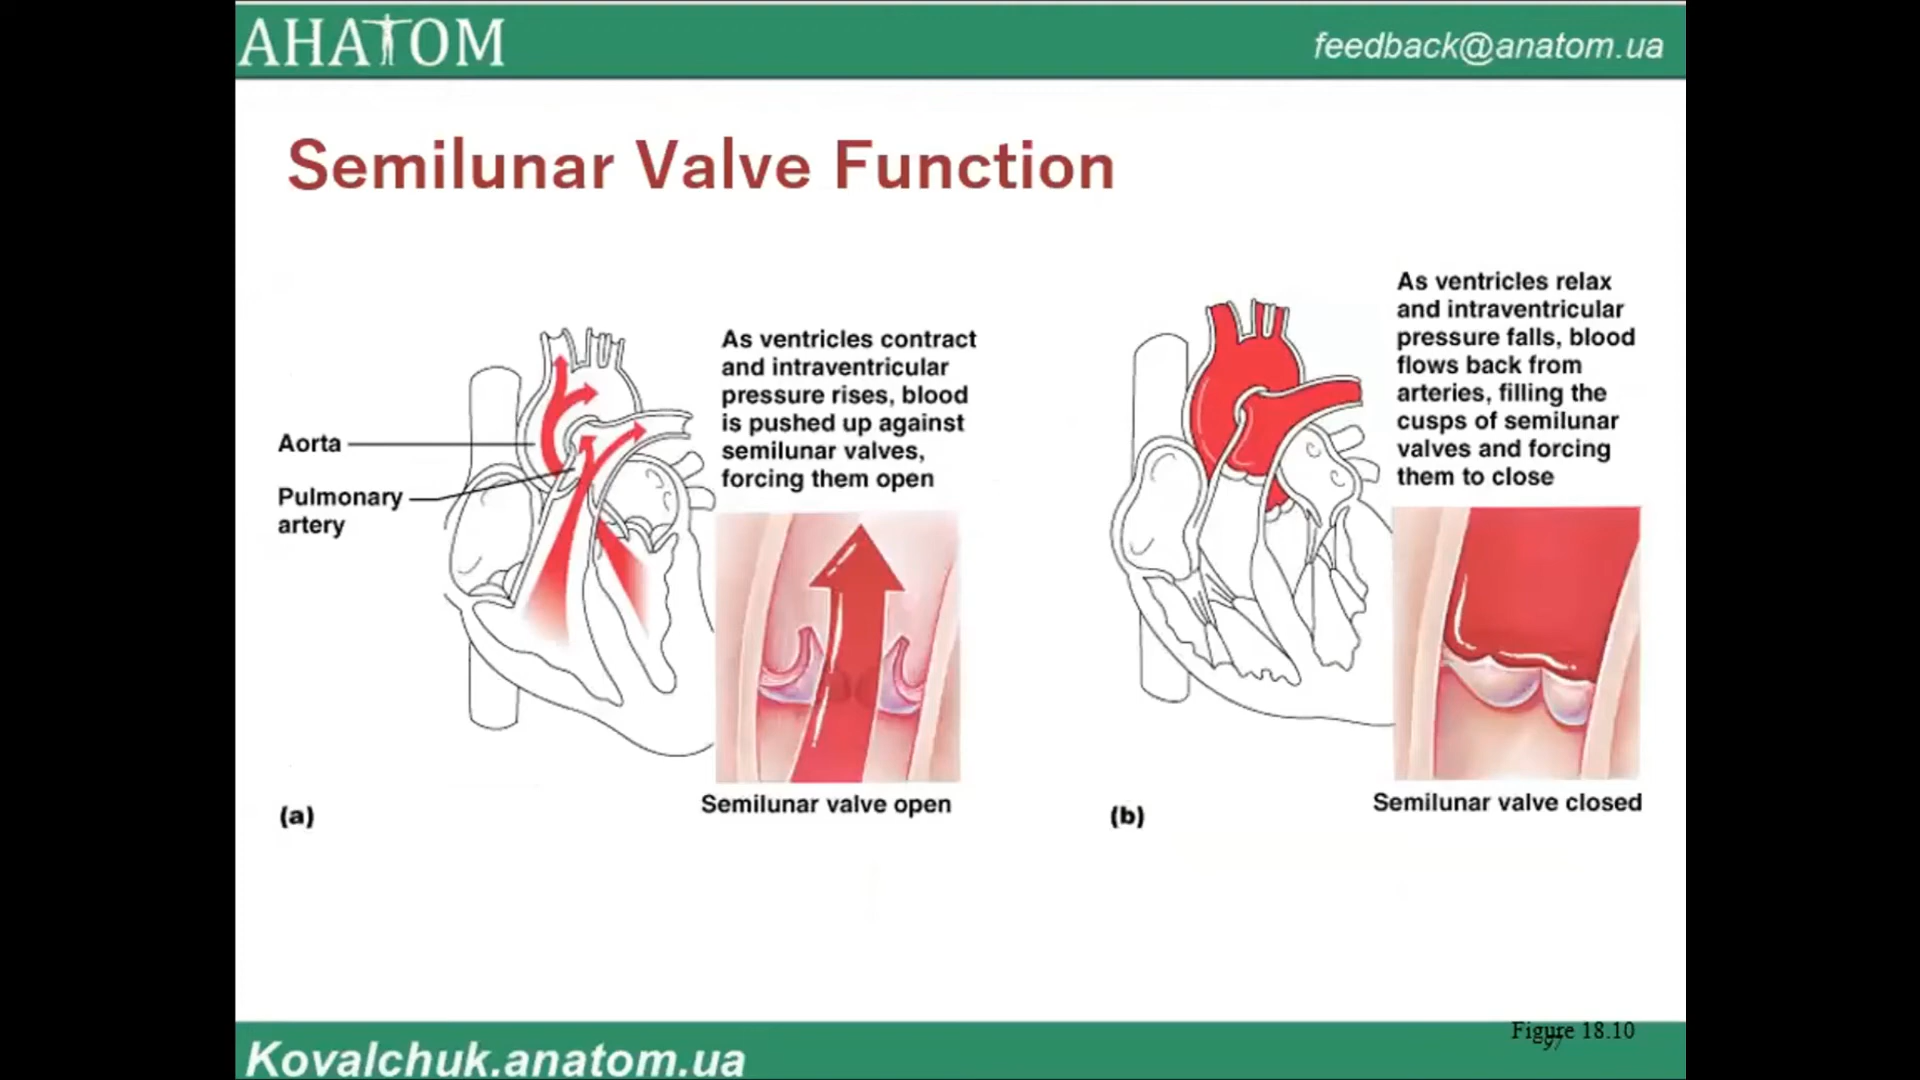 АНАТОМ
feedback@anatom.ua
Semilunar Valve Function
As ventricles contract
and intraventricular
pressure rises, blood
is pushed up against
semilunar valves,
forcing them open
Aorta
Pulmonary
artery
Semilunar valve open
(a)
As ventricles relax
and intraventricular
pressure falls, blood
flows back from
arteries, filling the
cusps of semilunar
valves and forcing
them to close
Semilunar valve closed
(b)
Figure 18.10
97
Kovalchuk.anatom.ua